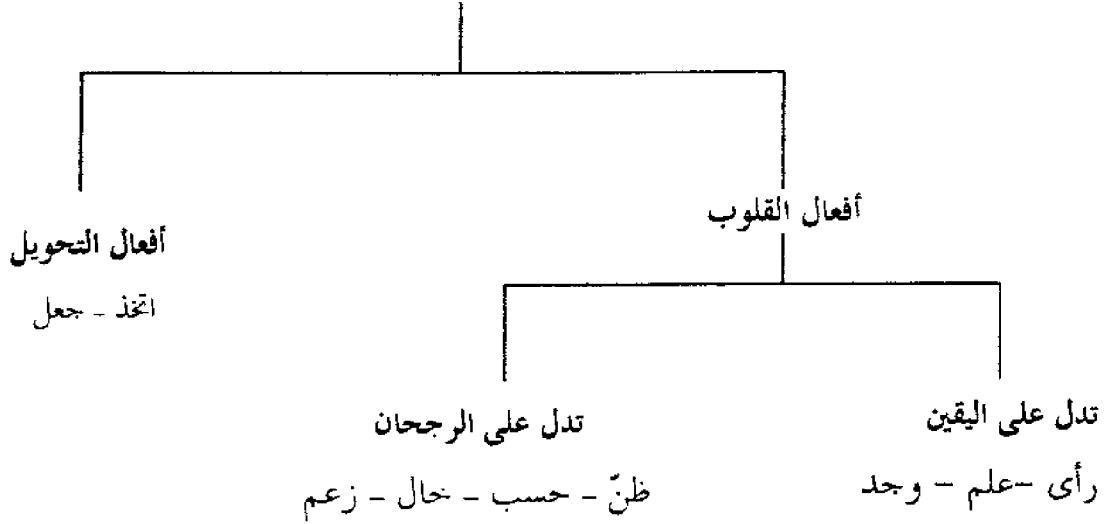 أفعال القلوب
أفعال التحويل
اتخذ - جعل
تدل على اليقين
تدل على الرجحان
رأى - علم - وجد
ظنّ - حسب - خال - زعم